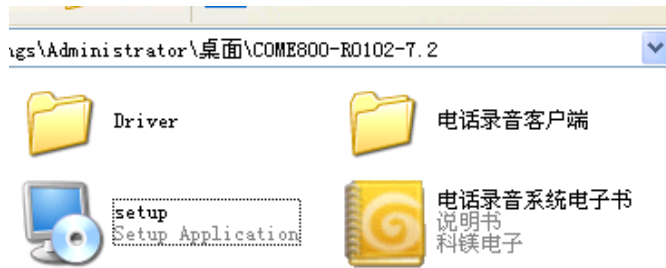 ngs\Administrator\桌面\COME800-R0102-7.2
Driver
电话录音客户端
setup
Setup Application
电话录音系统电子书
说明书
科镁电子